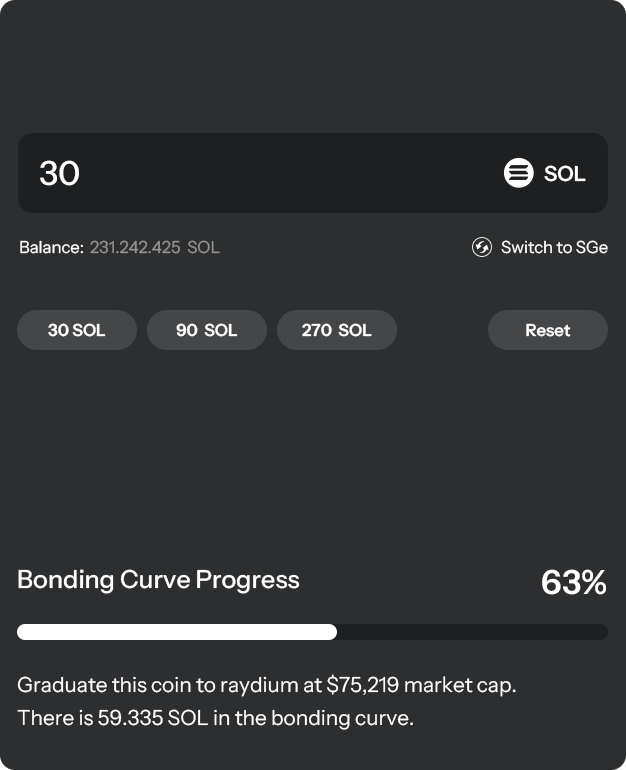 30 SOL
Balance: 231.242.425 SOL Switch to SGe
30 SOL 90 SOL 270 SOL Reset
Bonding Curve Progress 63%
Graduate this coin to raydium at $75,219 market cap.
There is 59.335 SOL in the bonding curve.